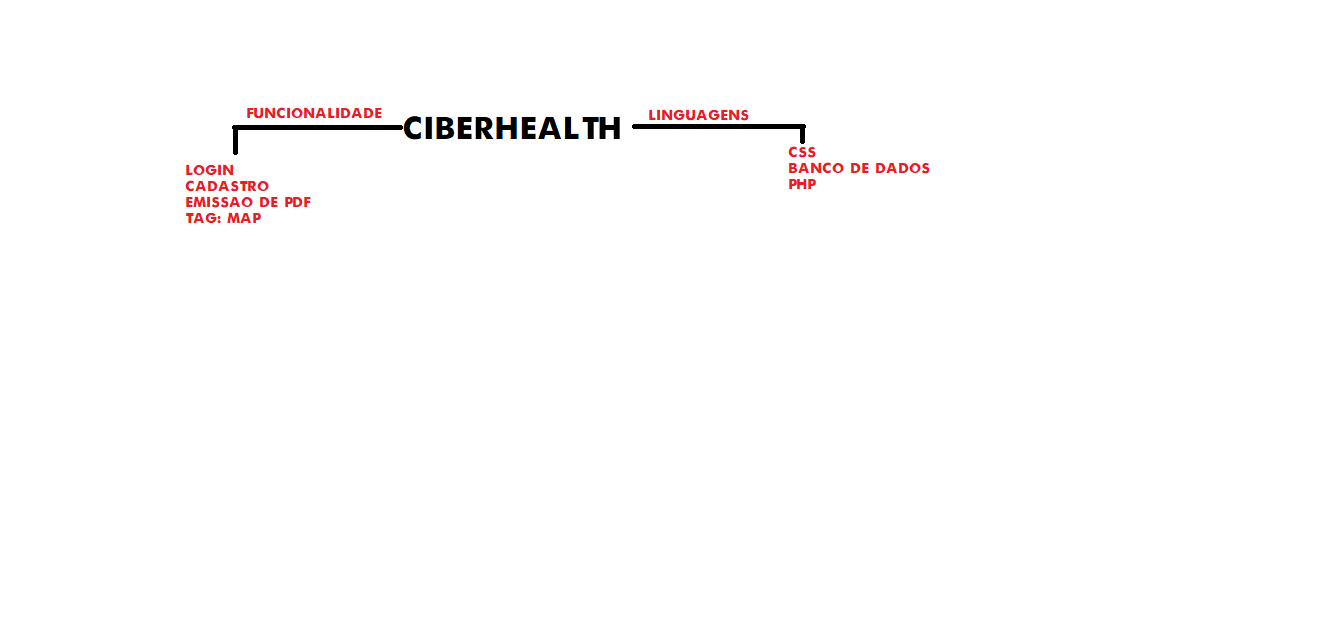 FUNCIONALIDADE
CIBERHEALTH
LINGUAGENS
LOGIN
CADASTRO
EMISSAO DE PDF
TAG: MAP
CSS
BANCO DE DADOS
PHP